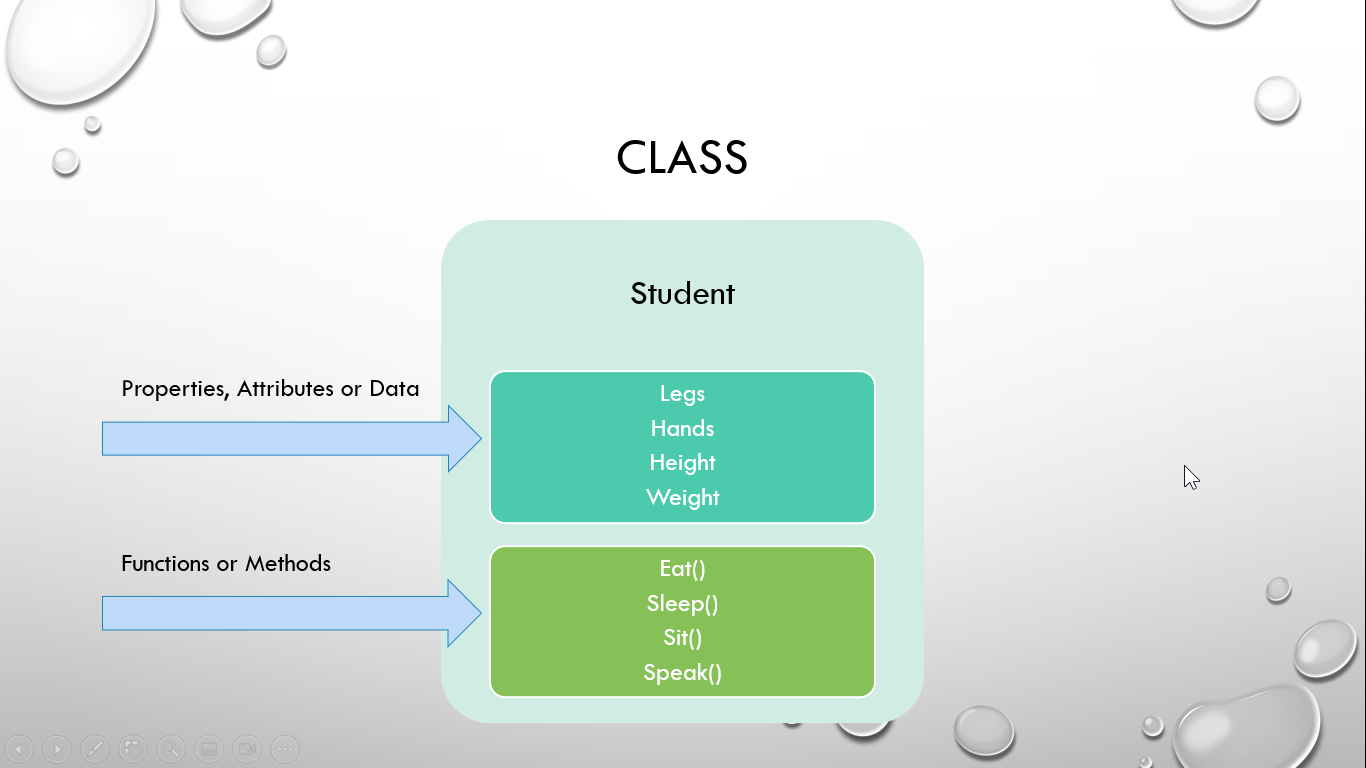 CLASS
Student
Properties, Attributes or Data
Legs
Hands
Height
Weight
Functions or Methods
Eat()
Sleep()
Sit()
Speak()